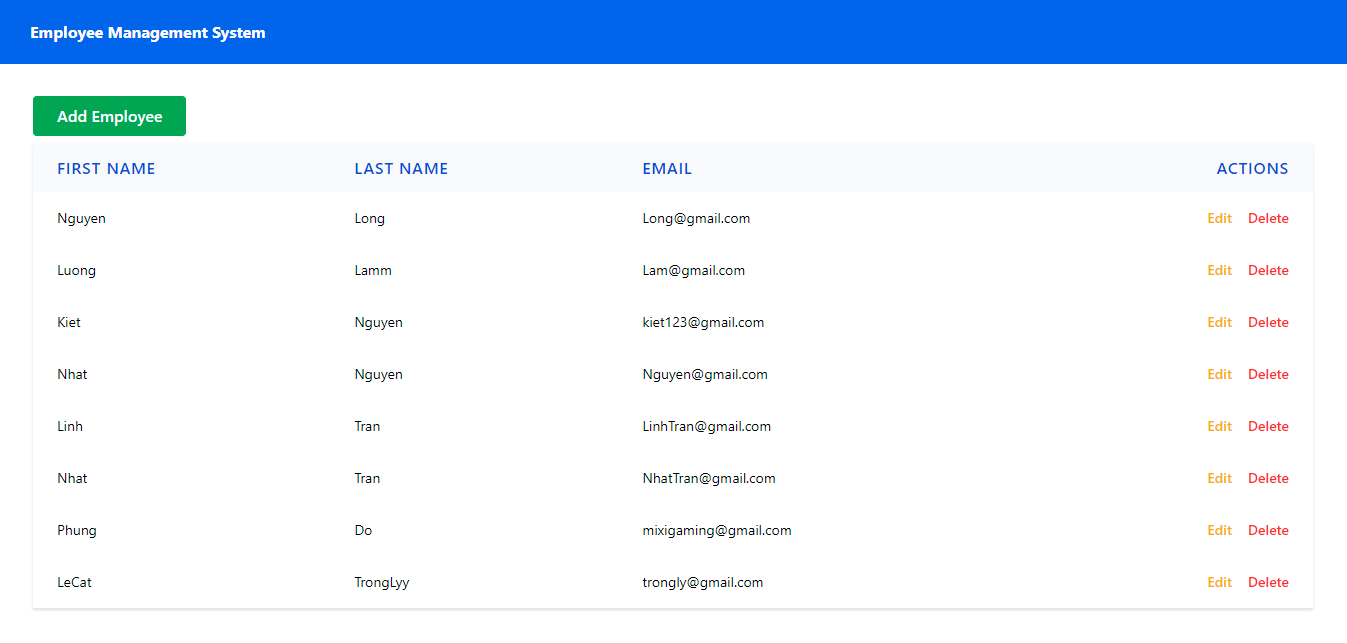 Employee Management System
Add Employee
FIRST NAME LAST NAME EMAIL ACTIONS
Nguyen Long Long@gmail.com Edit Delete
Luong Lamm Lam@gmail.com Edit Delete
Kiet Nguyen kiet123@gmail.com Edit Delete
Nhat Nguyen Nguyen@gmail.com Edit Delete
Linh Tran LinhTran@gmail.com Edit Delete
Nhat Tran NhatTran@gmail.com Edit Delete
Phung Do mixigaming@gmail.com Edit Delete
LeCat TrongLyy trongly@gmail.com Edit Delete